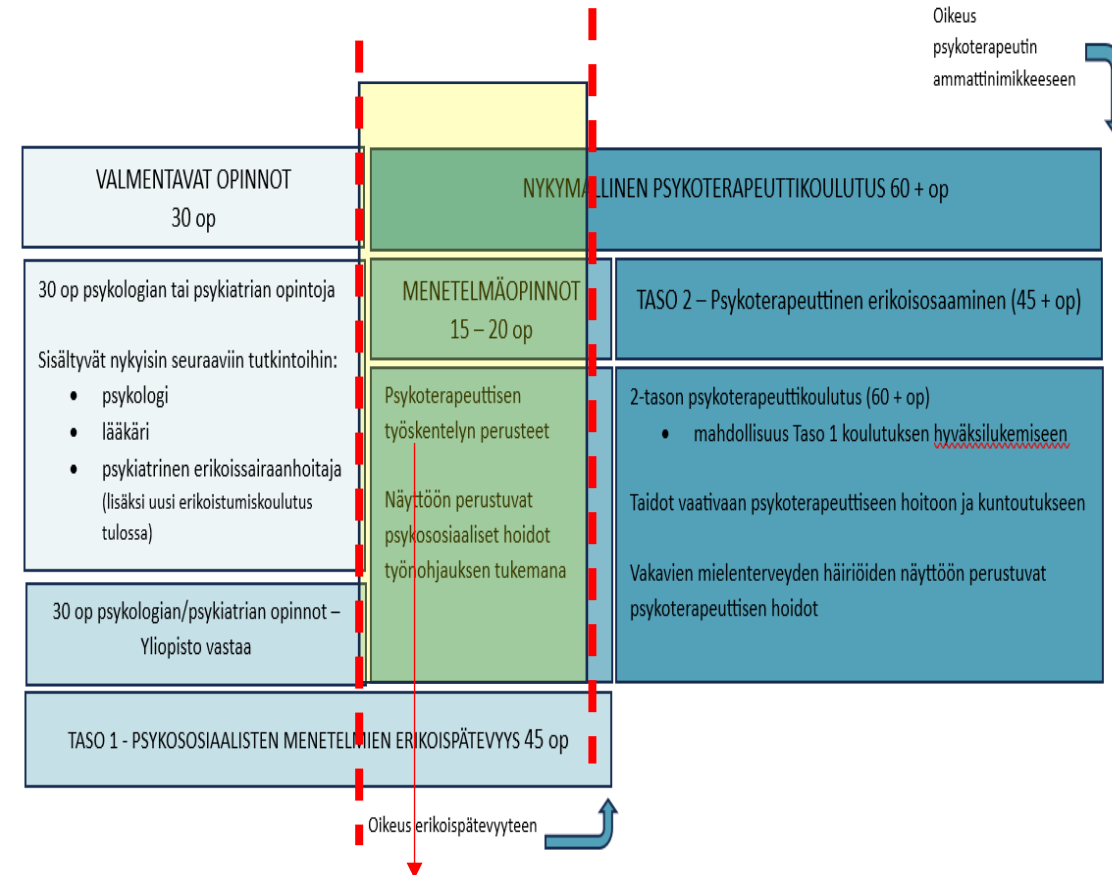 Oikeus
psykoterapeutin
ammattinimikkeeseen
VALMENTAVAT OPINNOT
30 op
NYKYMALLINEN PSYKOTERAPEUTTIKOULUTUS 60 + op
30 op psykologian tai psykiatrian opintoja
Sisältyvät nykyisin seuraaviin tutkintoihin:
• psykologi
• lääkäri
• psykiatrinen erikoissairaanhoitaja
(lisäksi uusi erikoistumiskoulutus
tulossa)
30 op psykologian/psykiatrian opinnot –
Yliopisto vastaa
MENETELMÄOPINNOT
15 – 20 op
Psykoterapeuttisen
työskentelyn perusteet
Näyttöön perustuvat
psykososiaaliset hoidot
työnohjauksen tukemana
TASO 2 – Psykoterapeuttinen erikoisosaaminen (45 + op)
2-tason psykoterapeuttikoulutus (60 + op)
• mahdollisuus Taso 1 koulutuksen hyväksilukemiseen
Taidot vaativaan psykoterapeuttiseen hoitoon ja kuntoutukseen
Vakavien mielenterveyden häiriöiden näyttöön perustuvat
psykoterapeuttisen hoidot
TASO 1 - PSYKOSOSIAALISTEN MENETELMIEN ERIKOISPÄTEVYYS 45 op
Oikeus erikoispätevyyteen